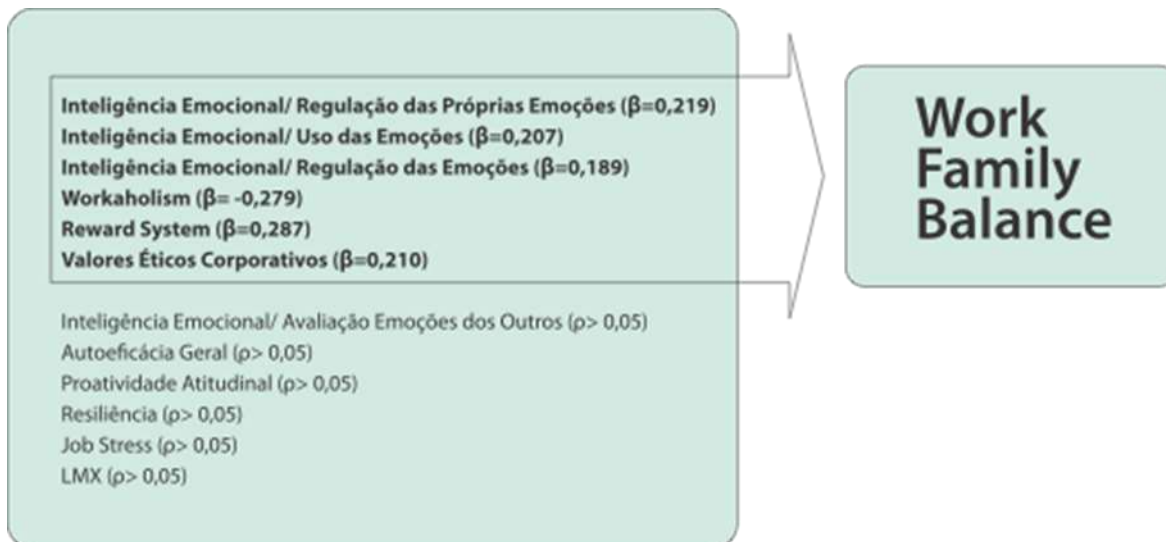 Inteligência Emocional/ Regulação das Próprias Emoções (β=0,219)
Inteligência Emocional/ Uso das Emoções (β=0,207)
Inteligência Emocional/ Regulação das Emoções (β=0,189)
Workaholism (β= -0,279)
Reward System (β=0,287)
Valores Éticos Corporativos (β=0,210)
Inteligência Emocional/ Avaliação Emoções dos Outros (ρ> 0,05)
Autoeficácia Geral (ρ> 0,05)
Proatividade Atitudinal (ρ> 0,05)
Resiliência (ρ> 0,05)
Job Stress (ρ> 0,05)
LMX (ρ> 0,05)
Work
Family
Balance